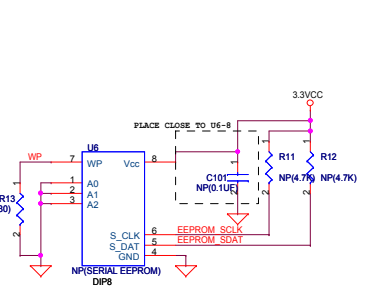 3.3VCC
PLACE CLOSE TO U6-8
U6
WP 7 WP Vcc 8
1 A0
2 A1
3 A2
R13
1
2
C101
NP(0.1UF)
1
2
R11
NP(4.7K)
1
2
R12
NP(4.7K)
1
2
S_CLK 6 EEPROM_SCLK
S_DAT 5 EEPROM_SDAT
GND 4
NP(SERIAL EEPROM)
DIP8